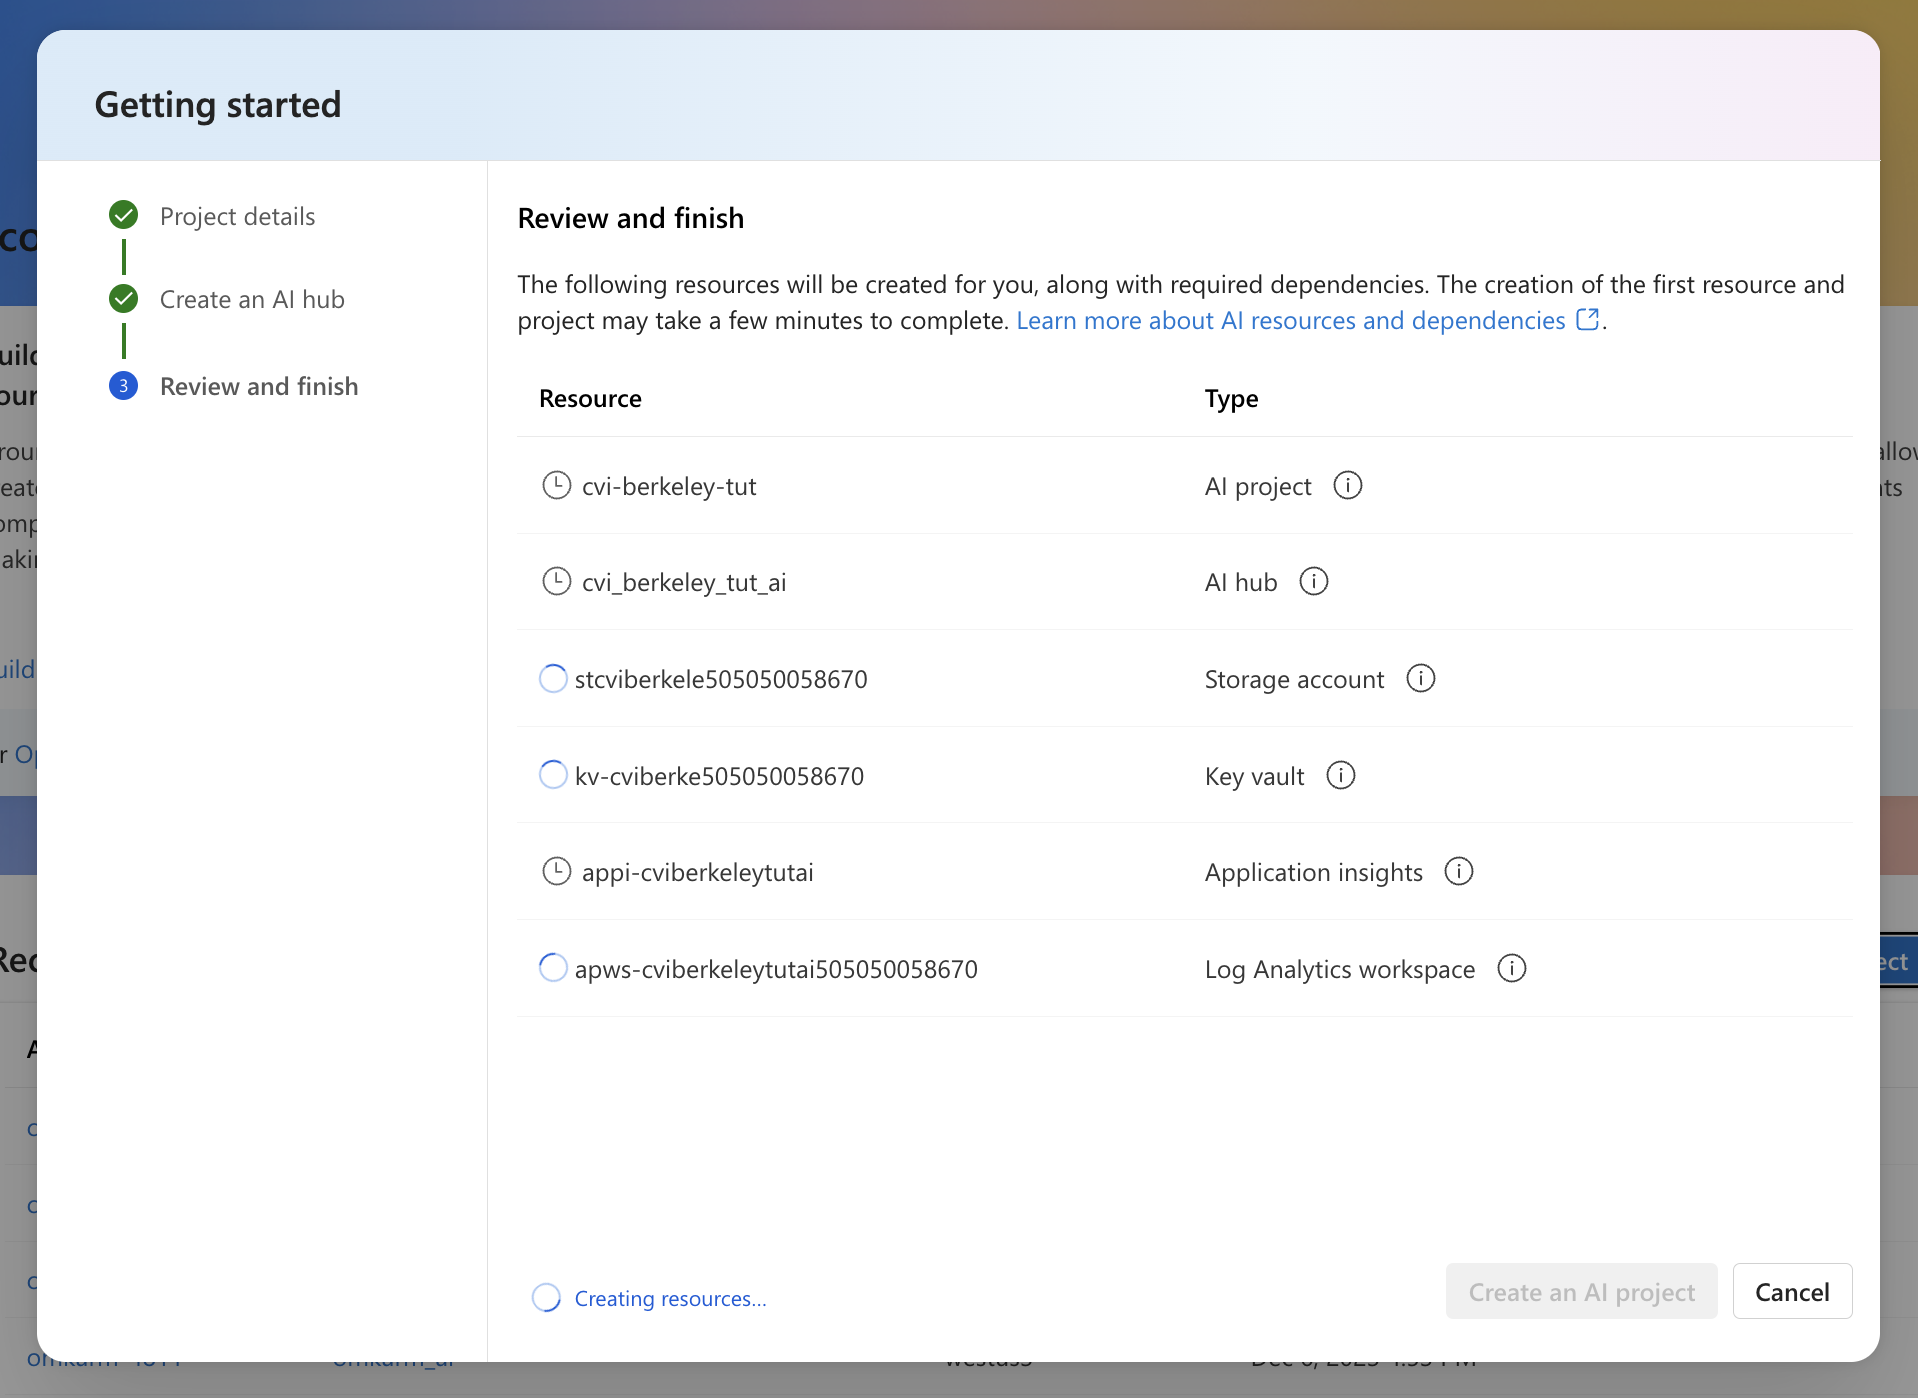 Getting started
Project details
Create an AI hub
3
Review and finish
Review and finish
The following resources will be created for you, along with required dependencies. The creation of the first resource and
project may take a few minutes to complete. Learn more about AI resources and dependencies.
Resource Type
cvi-berkeley-tut AI project
cvi_berkeley_tut_ai AI hub
stcviberkele505050058670 Storage account
kv-cviberke505050058670 Key vault
appi-cviberkeleytutai Application insights
apws-cviberkeleytutai505050058670 Log Analytics workspace
Creating resources...
Create an AI project
Cancel